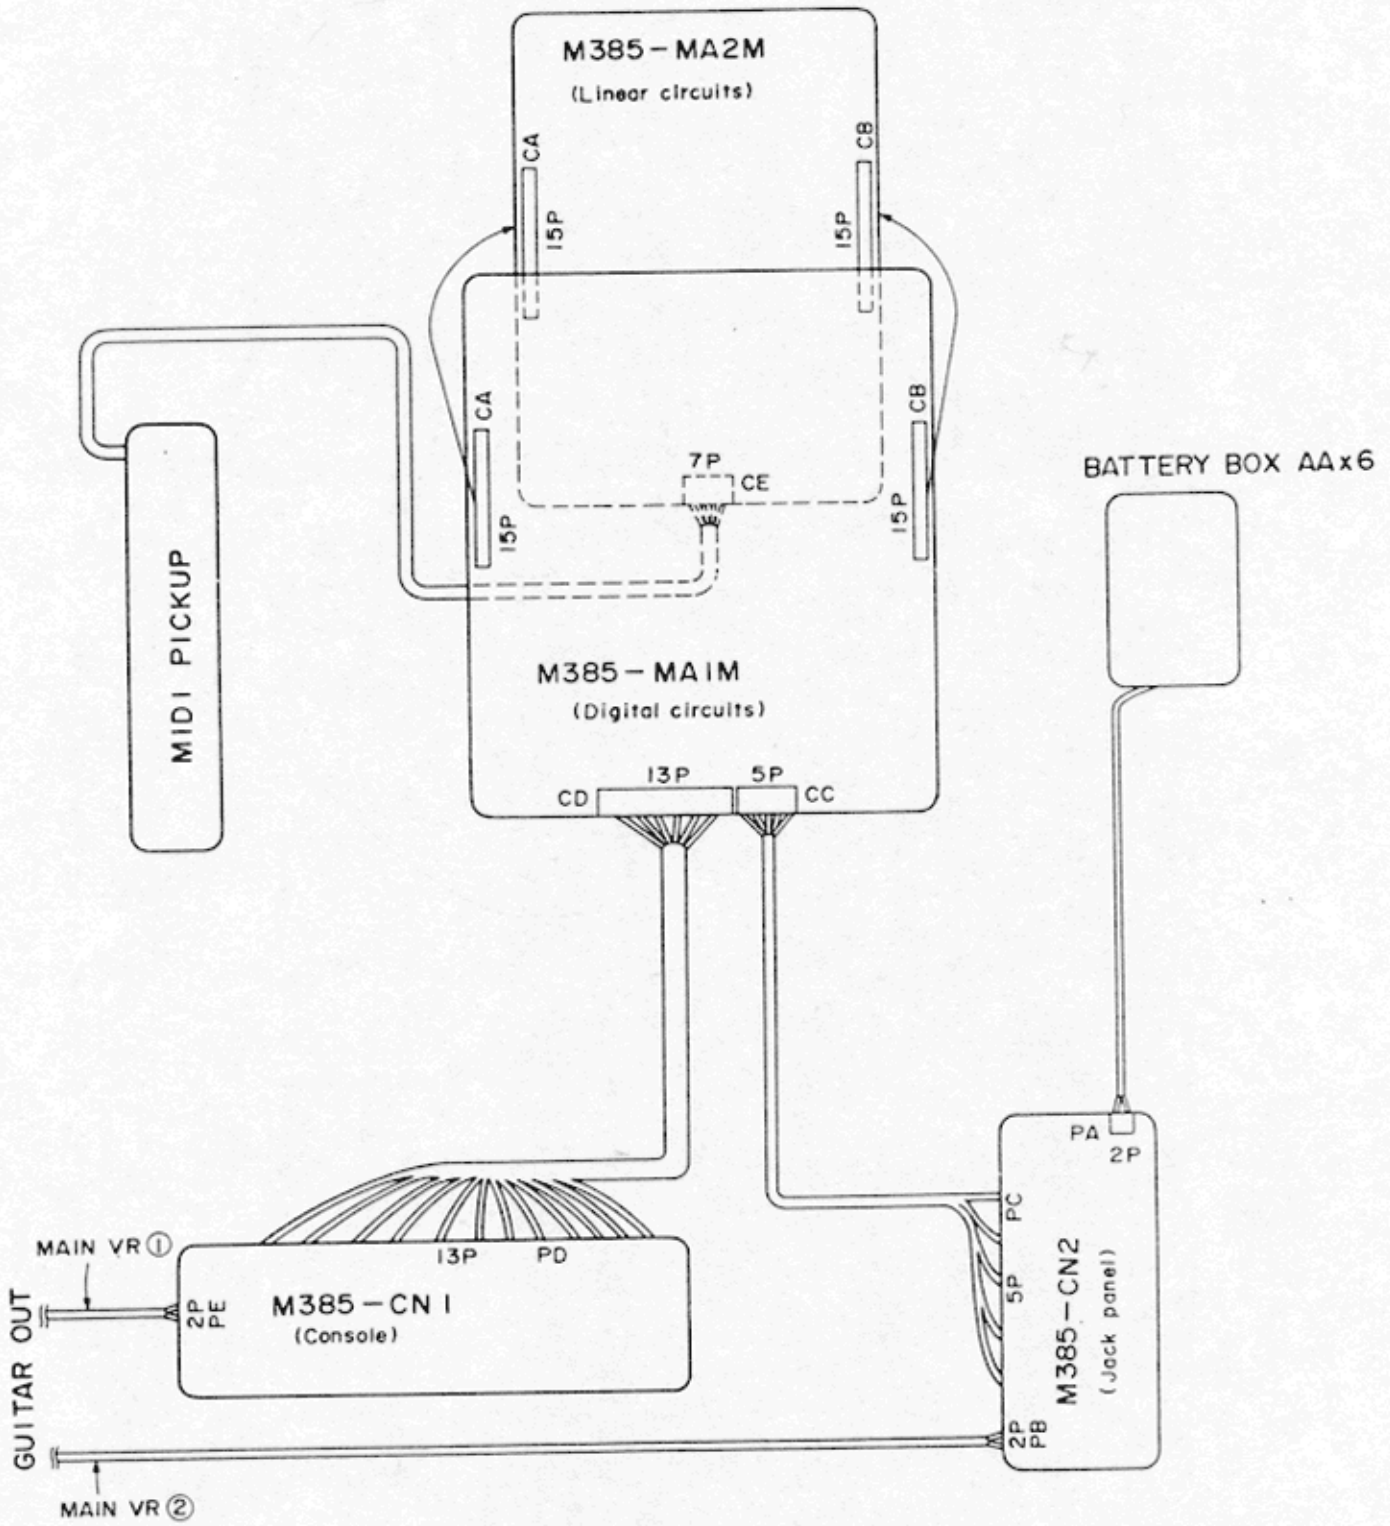 M385-MA2M
(Linear circuits)
CA
15P
CB
15P
CA
15P
CB
15P
7P
CE
BATTERY BOX AAx6
MIDI PICKUP
M385-MA1M
(Digital circuits)
CD
13P
5P
CC
PA
2P
PC
5P
M385-CN2
(Jack panel)
2P
PB
13P
PD
MAIN VR ①
2P
PE
M385-CN1
(Console)
GUITAR OUT
MAIN VR ②